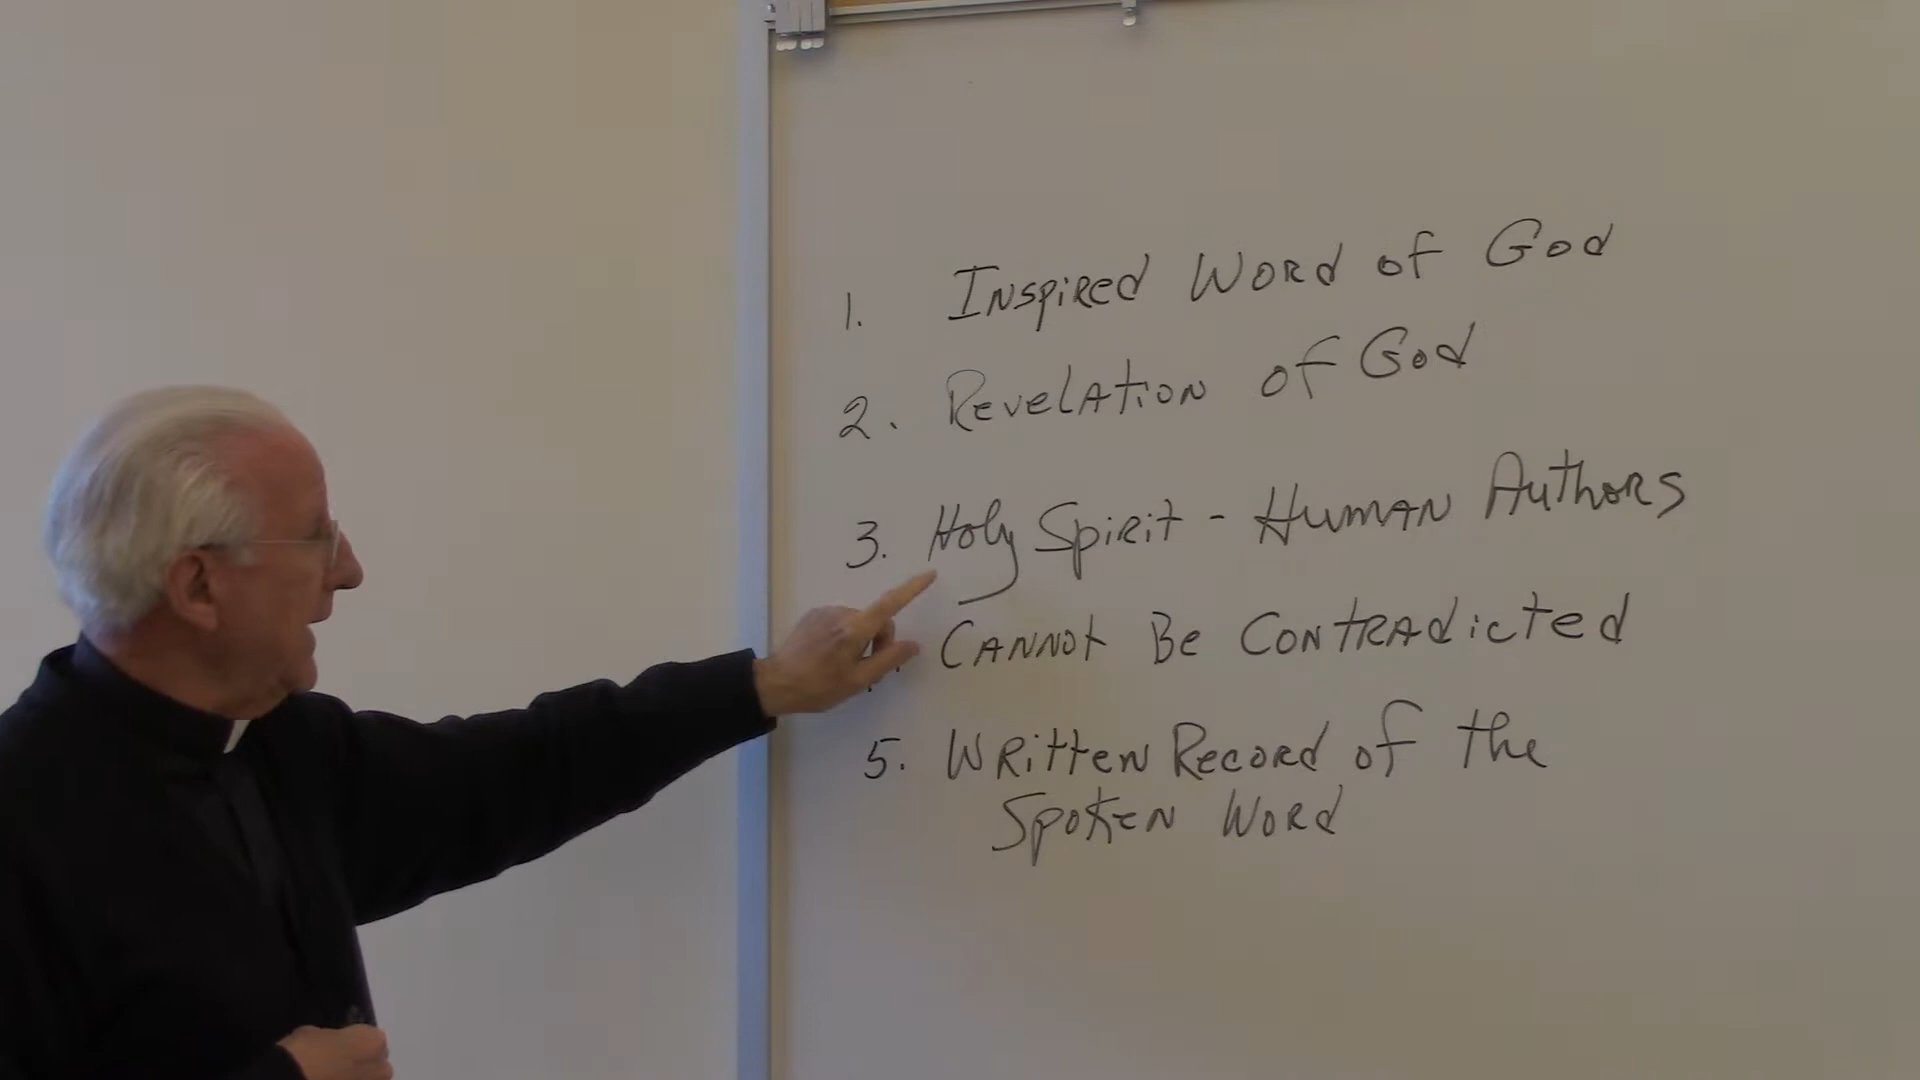 1. Inspired Word of God
2. Revelation of God
3. Holy Spirit - Human Authors
Cannot Be Contradicted
5. Written Record of the
Spoken Word